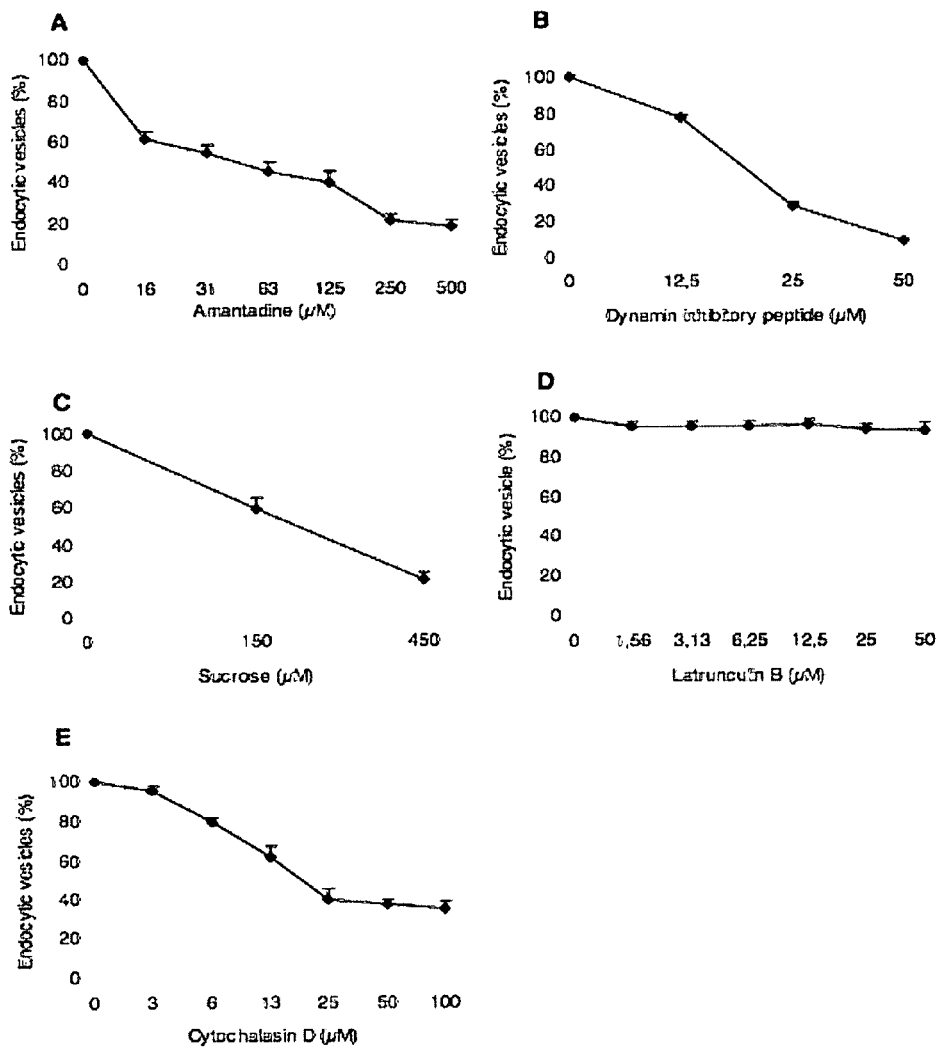 A
Endocytic vesicles (%)
100
80
60
40
20
0
0 16 31 63 125 250 500
Amantadine (µM)
B
Endocytic vesicles (%)
100
80
60
40
20
0
0 12,5 25 50
Dynamin inhibitory peptide (µM)
C
Endocytic vesicles (%)
100
80
60
40
20
0
0 150 450
Sucrose (µM)
D
Endocytic vesicle (%)
100
80
60
40
20
0
0 1,56 3,13 6,25 12,5 25 50
Latrunculin B (µM)
E
Endocytic vesicles (%)
100
80
60
40
20
0
0 3 6 13 25 50 100
Cytochalasin D (µM)